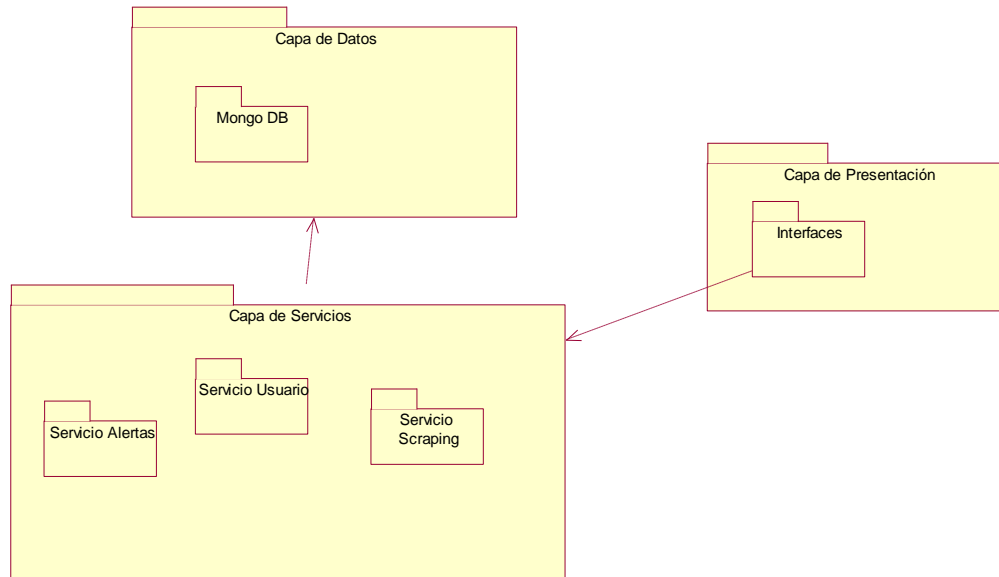 Capa de Datos
Mongo DB
Capa de Presentación
Interfaces
Capa de Servicios
Servicio Usuario
Servicio Alertas
Servicio
Scraping